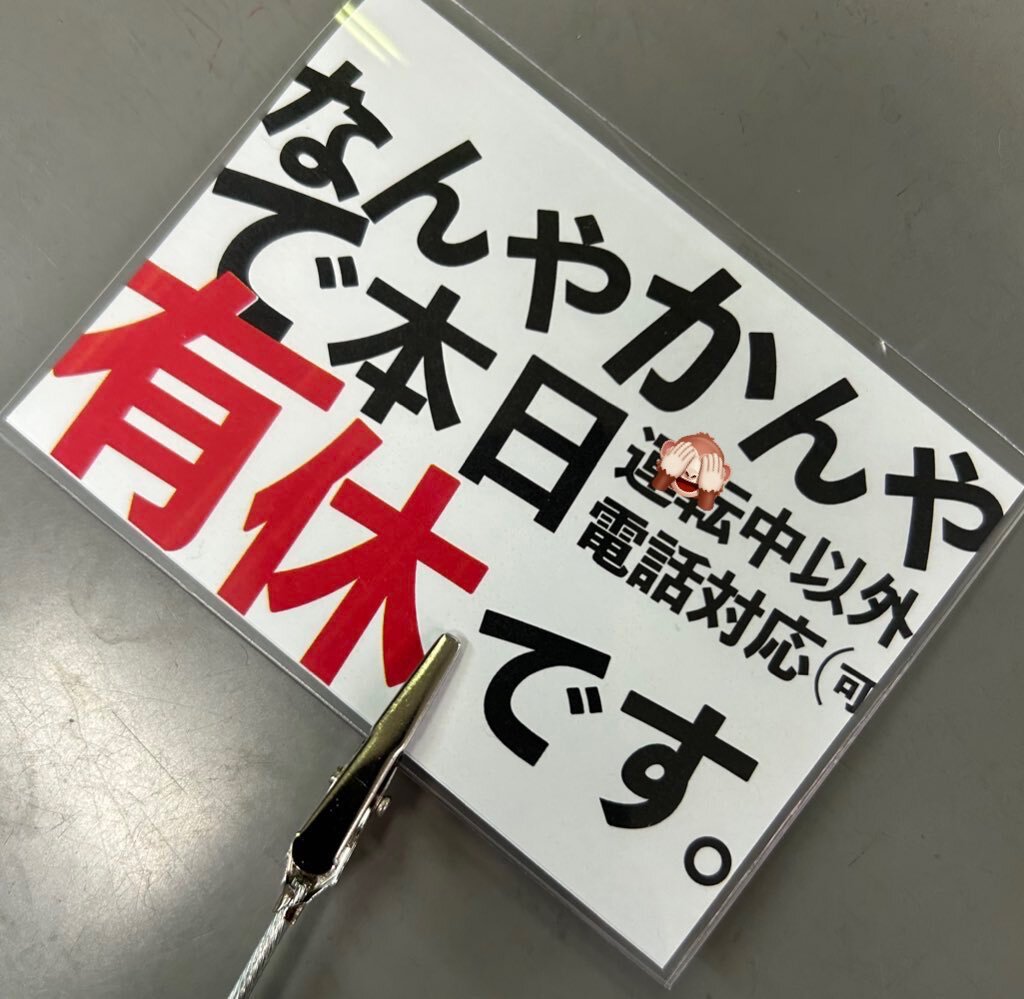 なんやかんや
で本日
運転中以外
電話対応(可
有休です。